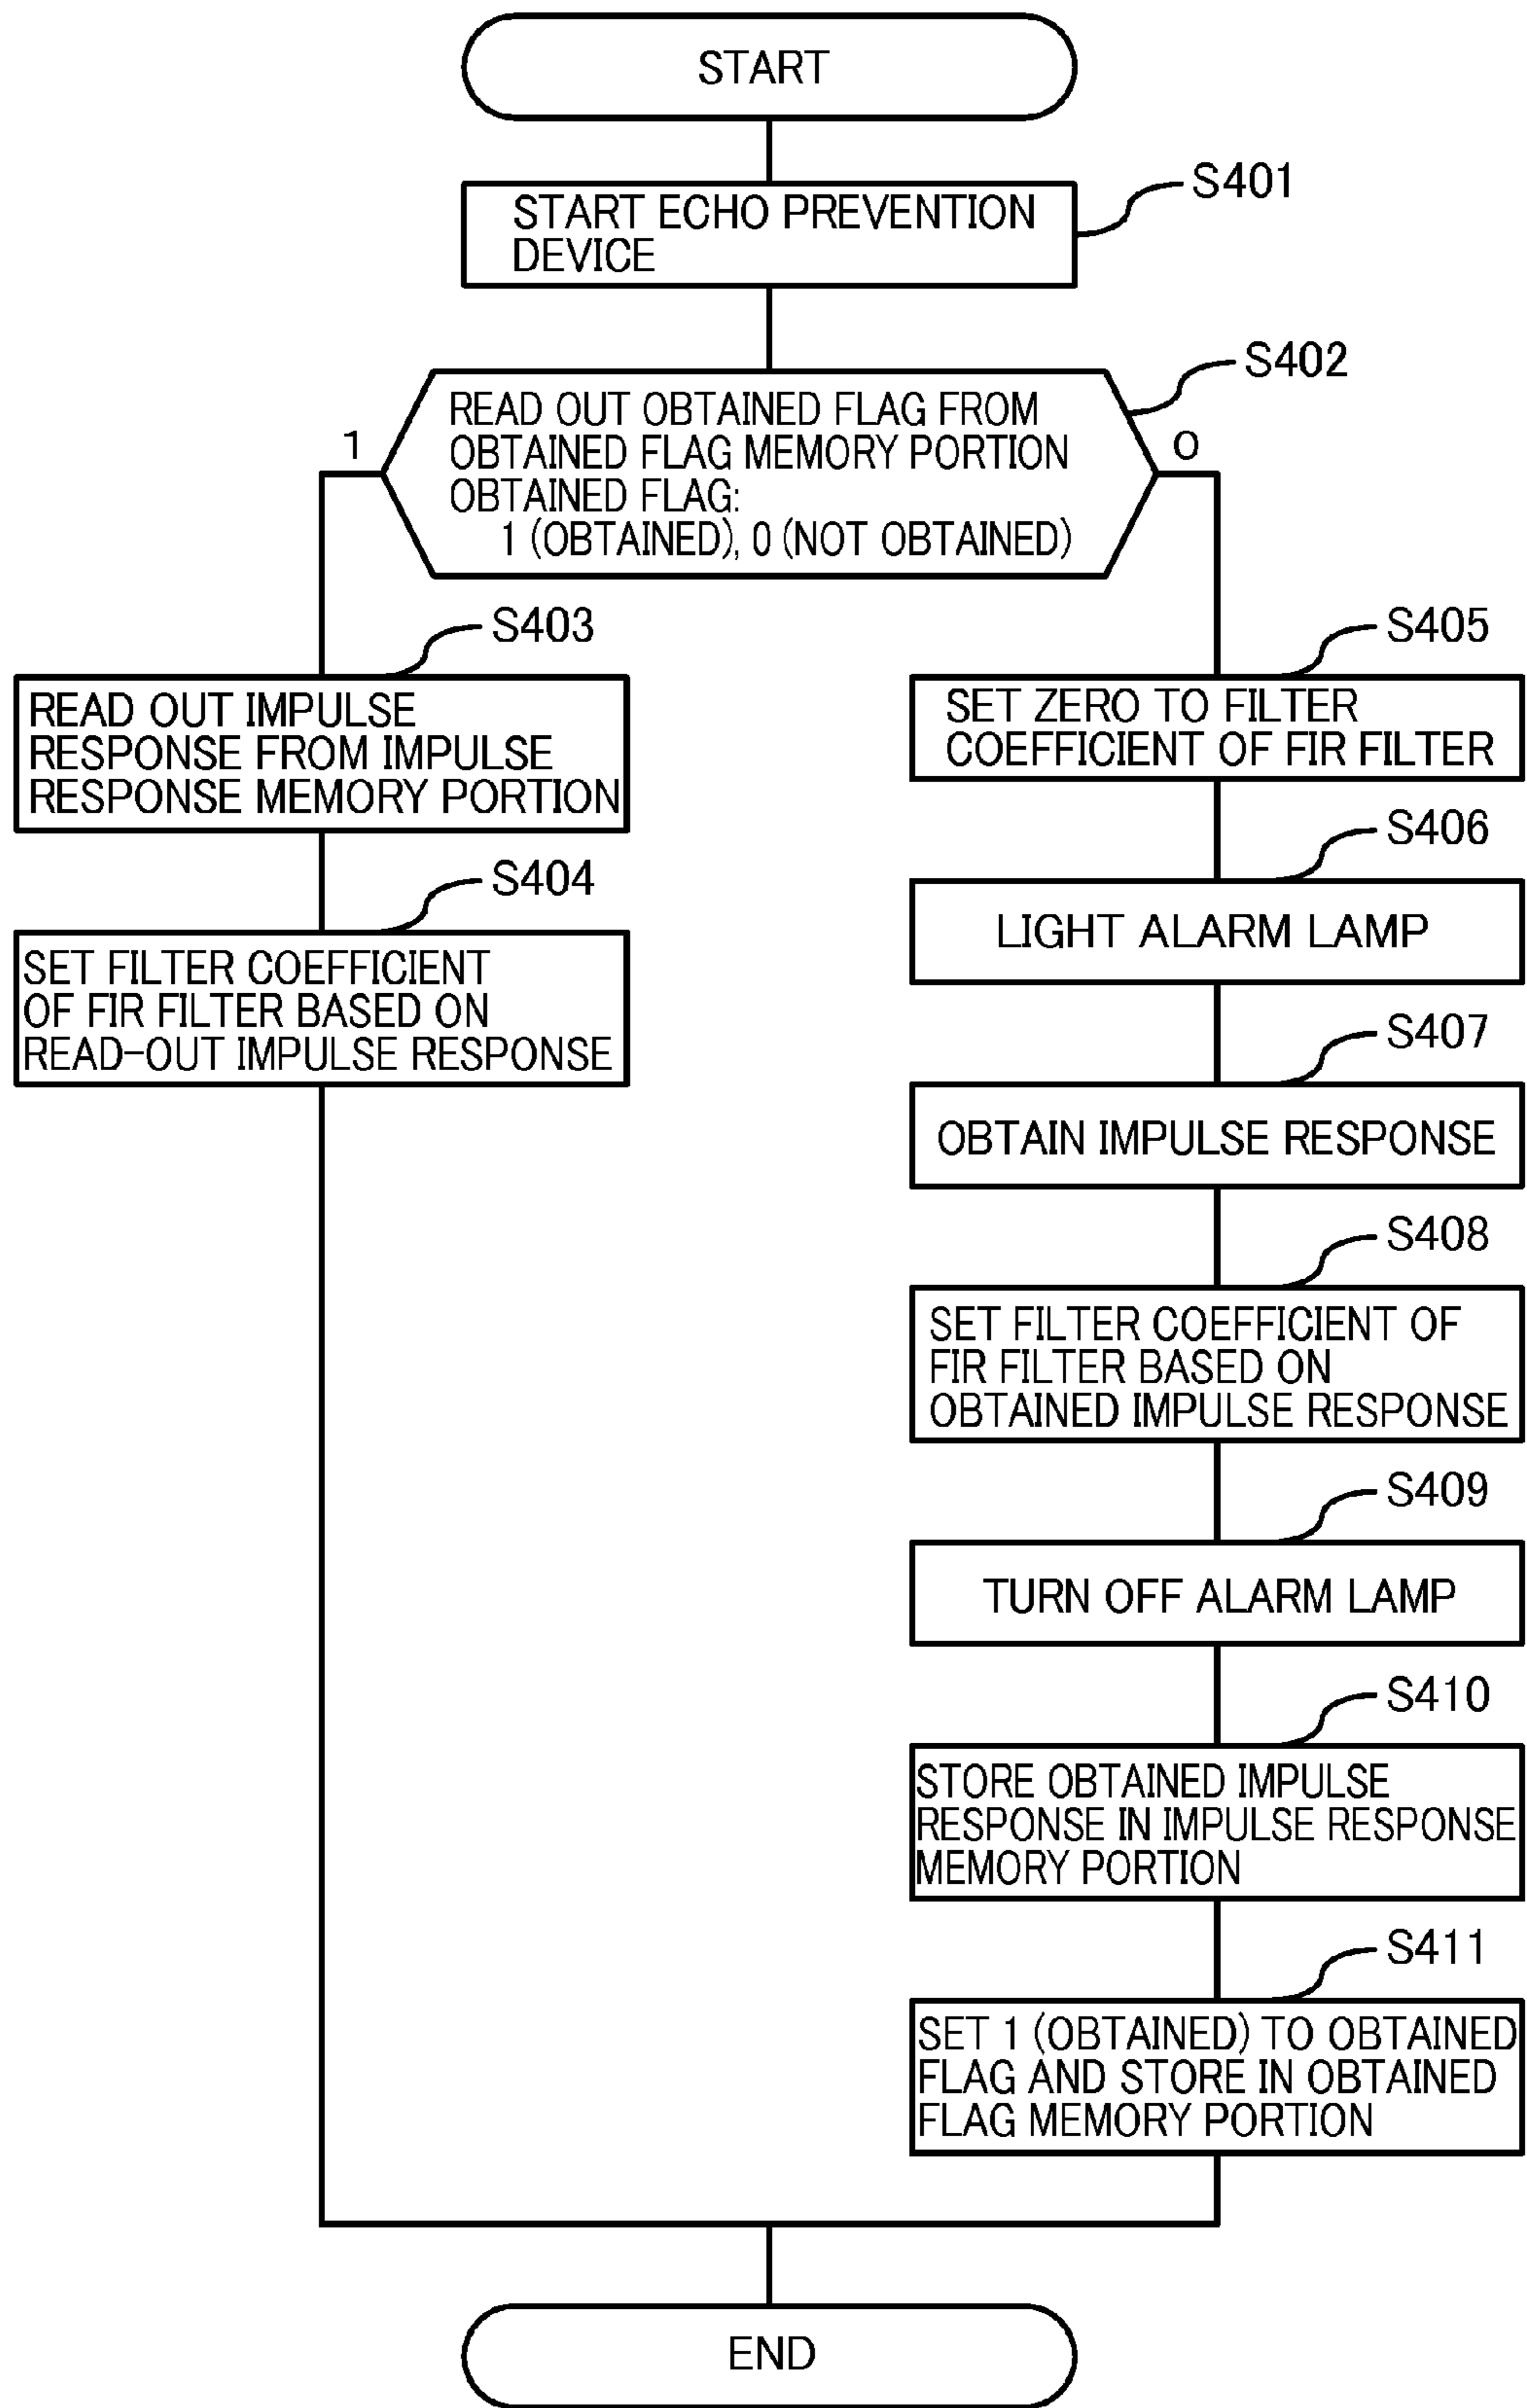 START
START ECHO PREVENTION
DEVICE
S401
S402
READ OUT OBTAINED FLAG FROM
OBTAINED FLAG MEMORY PORTION
OBTAINED FLAG:
1 (OBTAINED), 0 (NOT OBTAINED)
1
0
S403
READ OUT IMPULSE
RESPONSE FROM IMPULSE
RESPONSE MEMORY PORTION
S404
SET FILTER COEFFICIENT
OF FIR FILTER BASED ON
READ-OUT IMPULSE RESPONSE
S405
SET ZERO TO FILTER
COEFFICIENT OF FIR FILTER
S406
LIGHT ALARM LAMP
S407
OBTAIN IMPULSE RESPONSE
S408
SET FILTER COEFFICIENT OF
FIR FILTER BASED ON
OBTAINED IMPULSE RESPONSE
S409
TURN OFF ALARM LAMP
S410
STORE OBTAINED IMPULSE
RESPONSE IN IMPULSE RESPONSE
MEMORY PORTION
S411
SET 1 (OBTAINED) TO OBTAINED
FLAG AND STORE IN OBTAINED
FLAG MEMORY PORTION
END